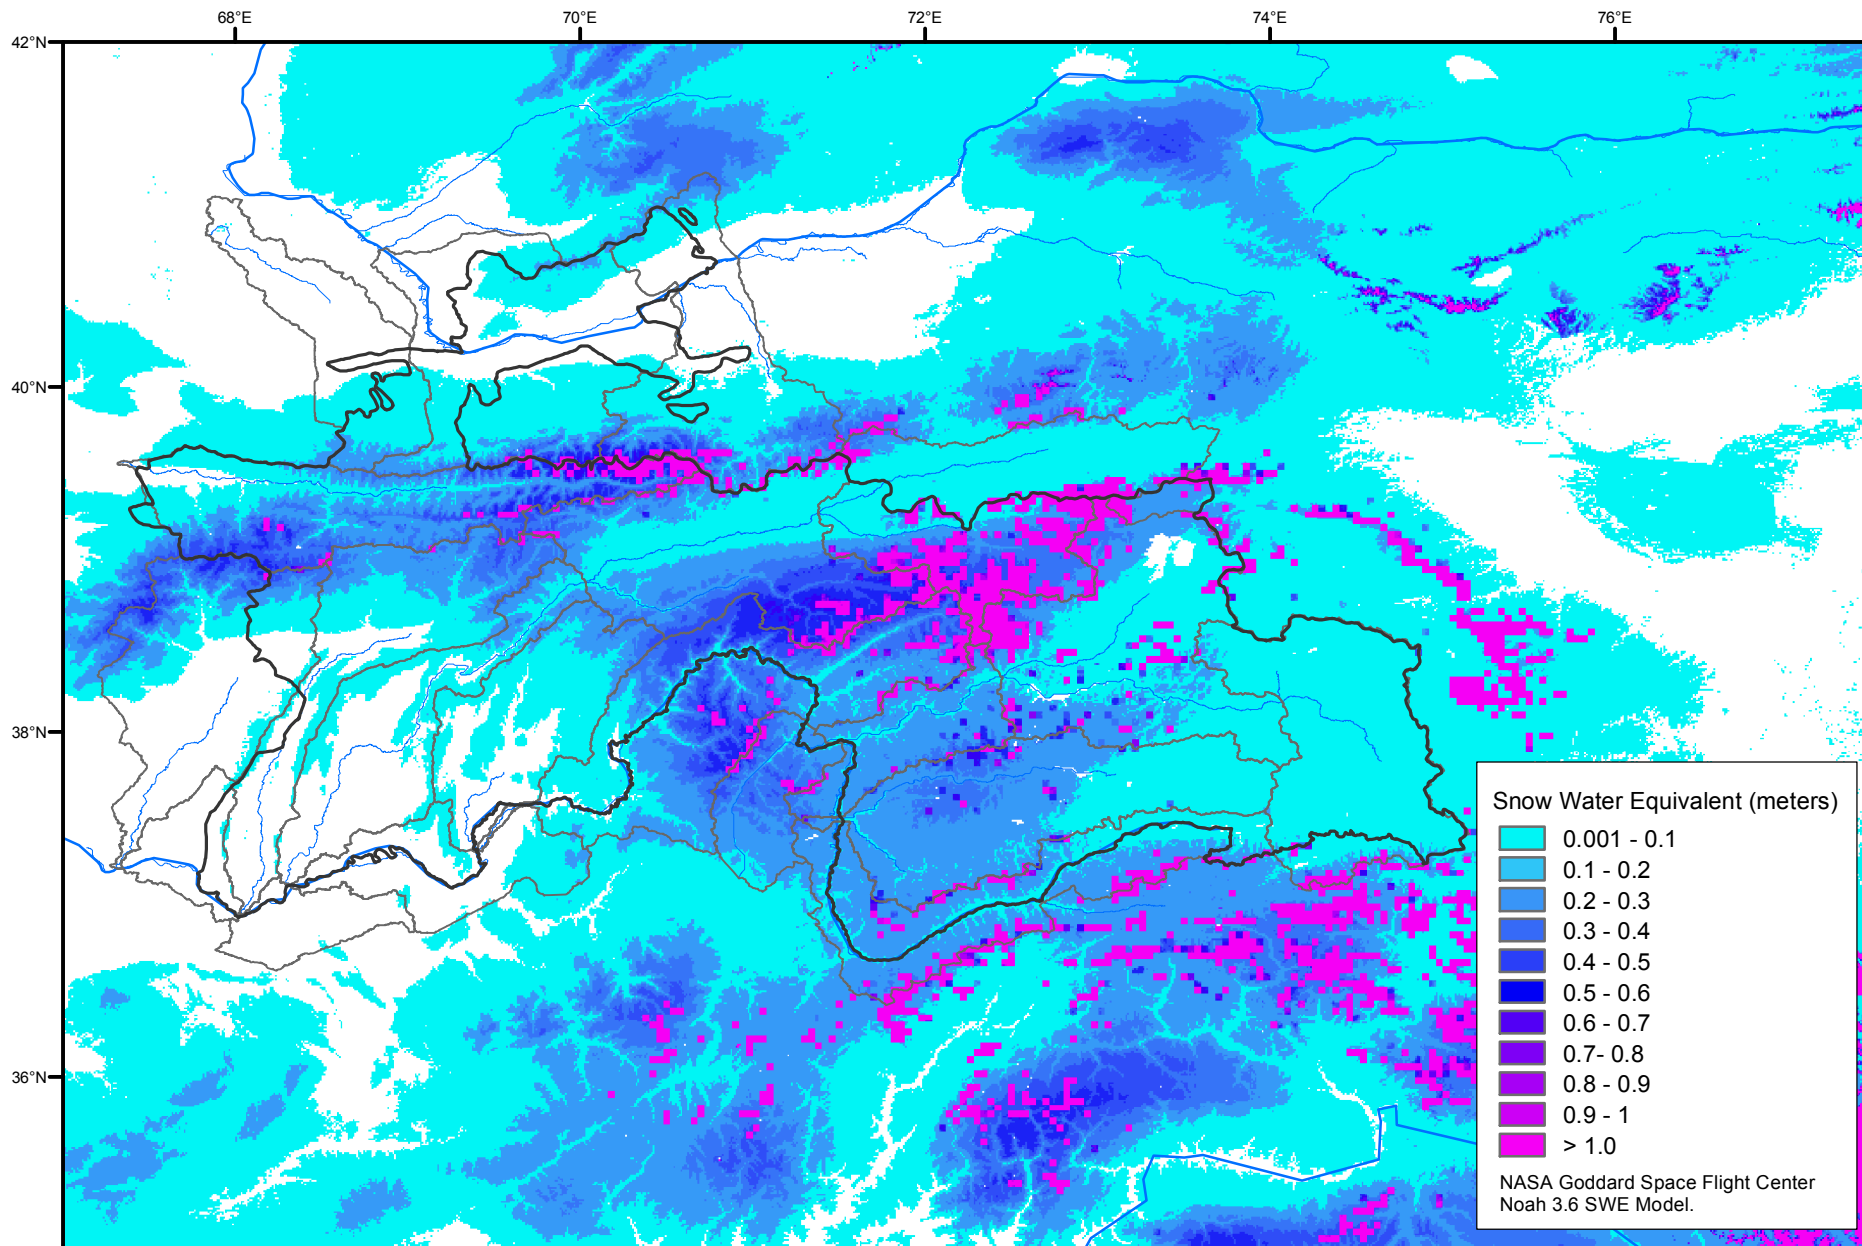 68°E
70°E
72°E
74°E
76°E
42°N
40°N
38°N
36°N
Snow Water Equivalent (meters)
0.001 - 0.1
0.1 - 0.2
0.2 - 0.3
0.3 - 0.4
0.4 - 0.5
0.5 - 0.6
0.6 - 0.7
0.7- 0.8
0.8 - 0.9
0.9 - 1
> 1.0
NASA Goddard Space Flight Center
Noah 3.6 SWE Model.